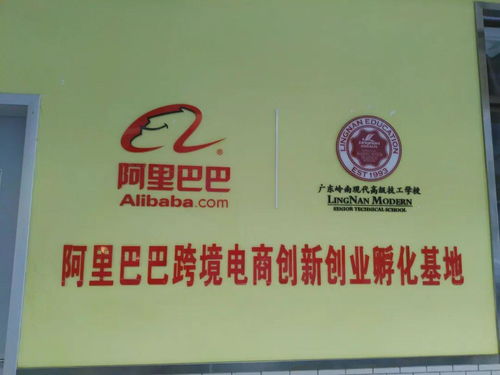 阿里巴巴
Alibaba.com
LINGNAN EDUCATION
EST 1993
广东岭南现代高级技工学校
LINGNAN MODERN
SENIOR TECHNICAL SCHOOL
阿里巴巴跨境电商创新创业孵化基地